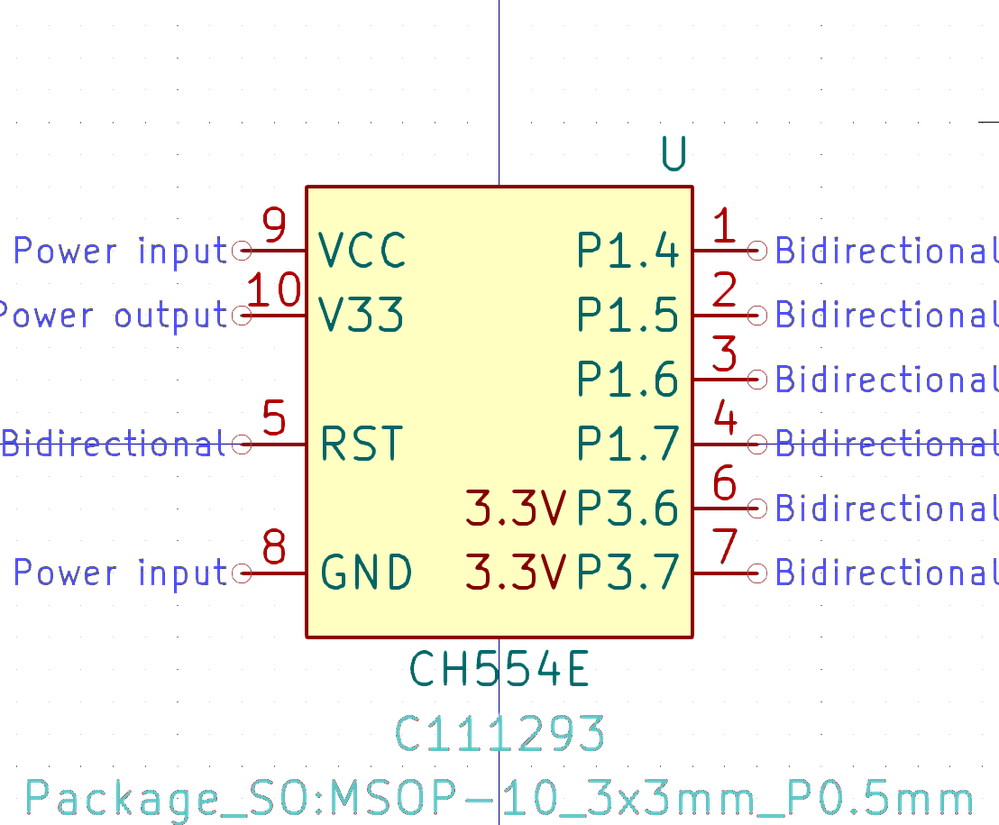 U
9 1
Power input VCC P1.4 Bidirectional
10 2
Power output V33 P1.5 Bidirectional
3
P1.6 Bidirectional
5 4
Bidirectional RST P1.7 Bidirectional
6
3.3V P3.6 Bidirectional
8 7
Power input GND 3.3V P3.7 Bidirectional
CH554E
C111293
Package_SO:MSOP-10_3x3mm_P0.5mm